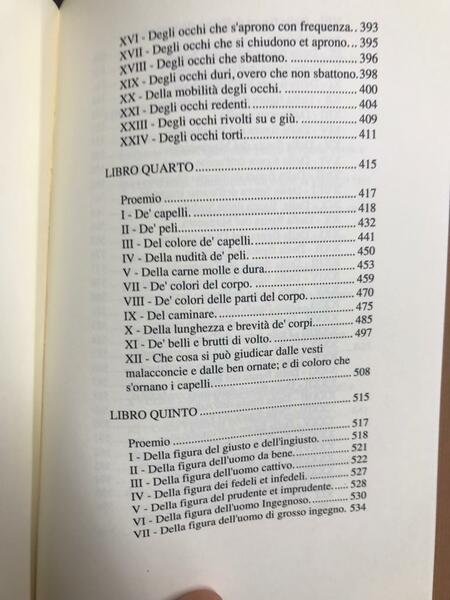 XVI - Degli occhi che s'aprono con frequenza.. 393
XVII - Degli occhi che si chiudono et aprono... 395
XVIII - Degli occhi che sbattono. ................ 396
XIX - Degli occhi duri, overo che non sbattono. 398
XX - Della mobilità degli occhi. ................ 400
XXI - Degli occhi redenti. ................ 404
XXIII - Degli occhi rivolti su e giù. ................ 409
XXIV - Degli occhi torti. ................ 411
LIBRO QUARTO ................ 415
Proemio ................ 417
I - De' capelli. ................ 418
II - De' peli. ................ 432
III - Del colore de' capelli. ................ 441
IV - Della nudità de' peli. ................ 450
V - Della carne molle e dura. ................ 453
VII - De' colori del corpo. ................ 459
VIII - De' colori delle parti del corpo. ................ 470
IX - Del caminare. ................ 475
X - Della lunghezza e brevità de' corpi. ................ 485
XI - De' belli e brutti di volto. ................ 497
XII - Che cosa si può giudicar dalle vesti
malacconcie e dalle ben ornate; e di coloro che
s'ornano i capelli. ................ 508
LIBRO QUINTO ................ 515
Proemio ................ 517
I - Della figura del giusto e dell'ingiusto. ....... 518
II - Della figura dell'uomo da bene. ................ 521
III - Della figura dell'uomo cattivo. ................ 522
IV - Della figura dei fedeli et infedeli. ................ 527
V - Della figura del prudente et imprudente. ...... 528
VI - Della figura dell'uomo Ingegnoso. ............ 530
VII - Della figura dell'uomo di grosso ingegno. 534